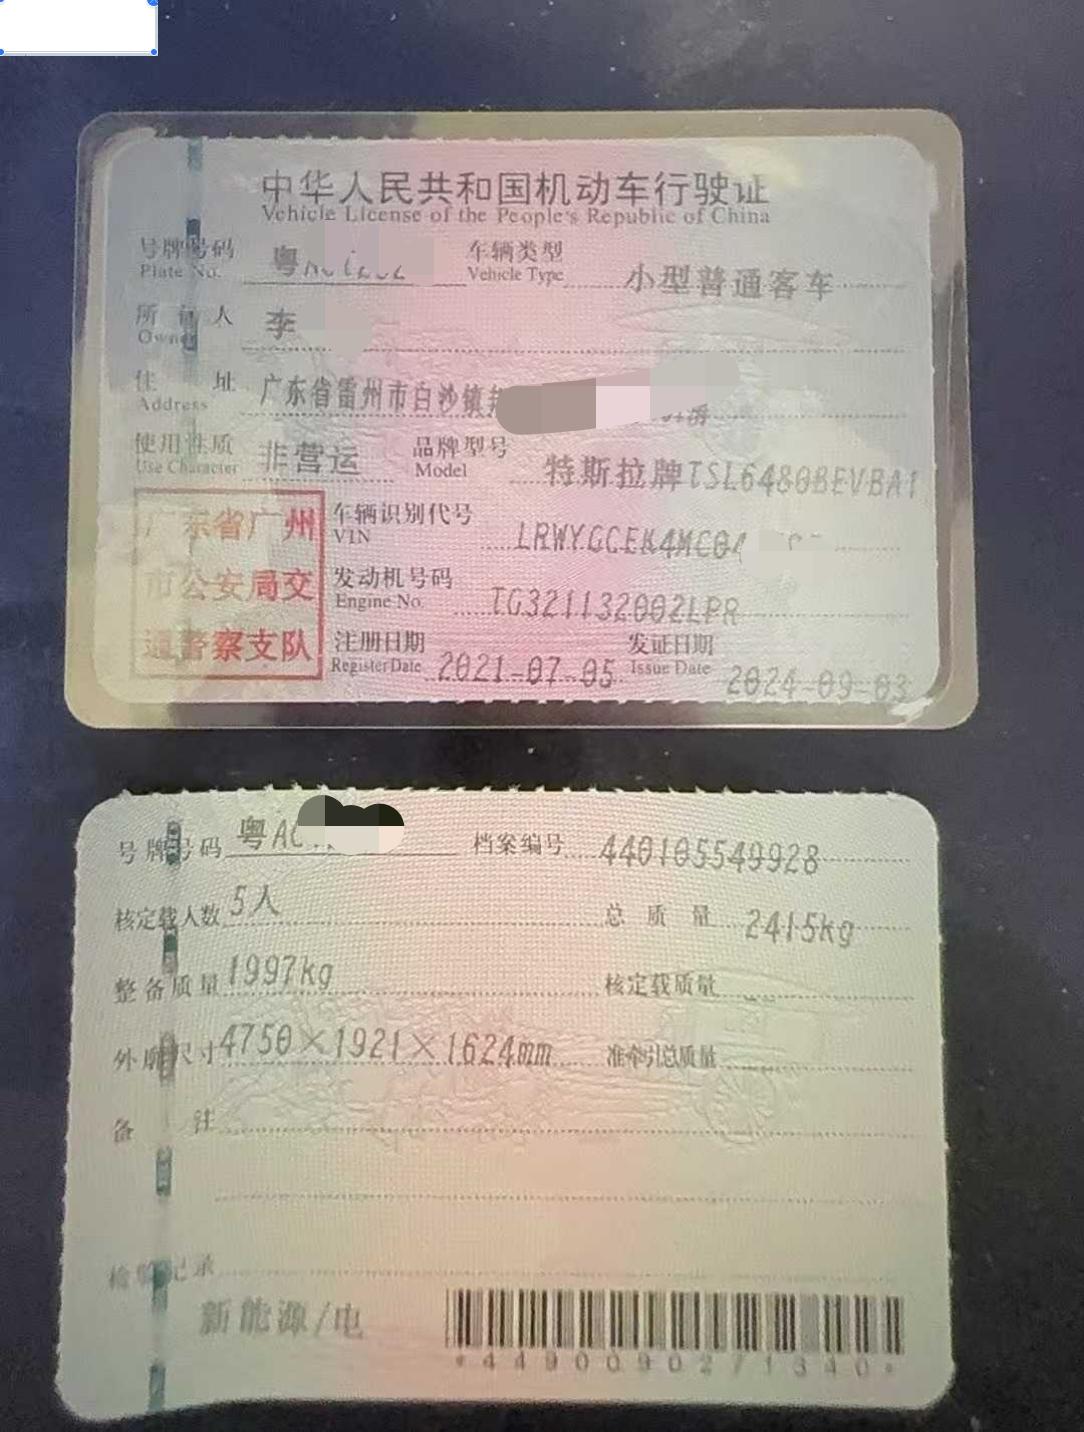 中华人民共和国机动车行驶证
Vehicle License of the People's Republic of China
号牌号码 粤A 车辆类型 小型普通客车
Plate No. Vehicle Type
所有人 李
Owner
住址 广东省雷州市白沙镇
Address
使用性质 非营运 品牌型号 特斯拉牌TSL6480BEVBA1
Use Character Model
广东省广州
市公安局交
通警察支队
车辆识别代号 LRWYGCEK4MC0
VIN
发动机号码 TG321132002LPR
Engine No.
注册日期 2021-07-05 发证日期 2024-09-03
Register Date Issue Date
号牌号码 粤A 档案编号 440105549928
核定载人数 5人 总质量 2415kg
整备质量 1997kg 核定载质量
外廓尺寸 4750×1921×1624mm 准牵引总质量
备注
检验记录
新能源/电
*4490090271340*